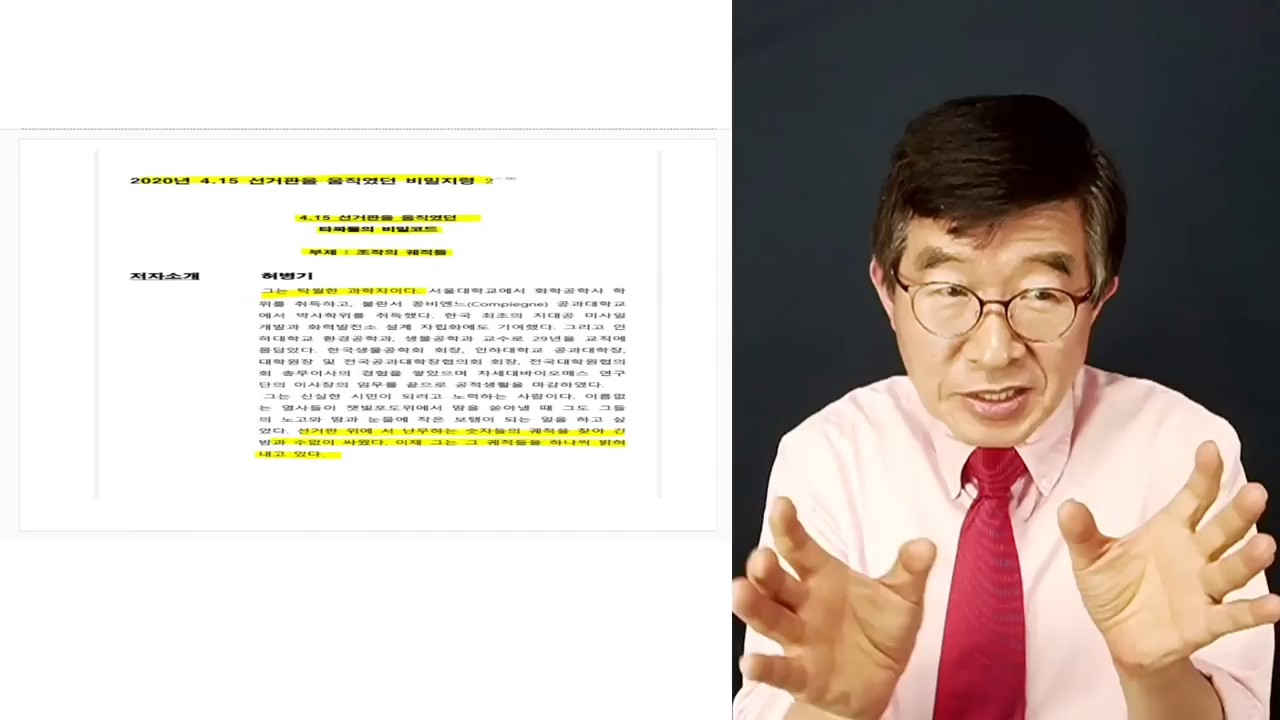 2020년 4.15 선거판을 움직였던 비밀지령 2
4.15 선거판을 움직였던
타짜들의 비밀코드
부제 : 조작의 궤적들
저자소개 허병기
그는 탁월한 과학자이다. 서울대학교에서 화학공학사 학
위를 취득하고, 불란서 꽁비엔느(Compiegne) 공과대학교
에서 박사학위를 취득했다. 한국 최초의 지대공 미사일
개발과 화력발전소 설계 자립화에도 기여했다. 그리고 인
하대학교 환경공학과, 생물공학과 교수로 29년을 교직에
몸담았다. 한국생물공학회 회장, 인하대학교 공과대학장,
대학원장 및 전국공과대학장협의회 회장, 전국대학원협의
회 총무이사의 경험을 쌓았으며 차세대바이오매스 연구
단의 이사장의 임무를 끝으로 공적생활을 마감하였다.
그는 신실한 시민이 되려고 노력하는 사람이다. 이름없
는 열사들이 잿빛포도위에서 땀을 쏟아낼 때 그도 그들
의 노고와 땀과 눈물에 작은 보탬이 되는 일을 하고 싶
었다. 선거판 위에 서 난무하는 숫자들의 궤적을 찾아 긴
밤과 수없이 싸웠다. 이제 그는 그 궤적들을 하나씩 밝혀
내고 있다.